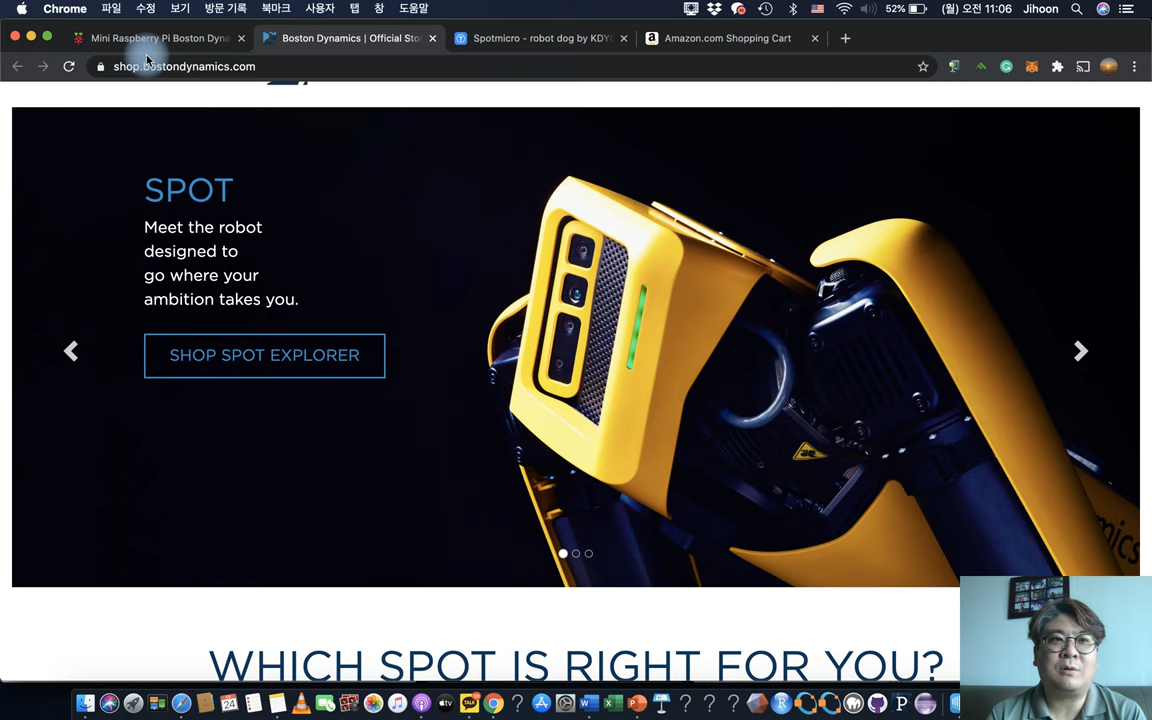 Chrome 파일 수정 보기 방문 기록 북마크 사용자 탭 창 도움말 52% (월) 오전 11:06 Jihoon
Mini Raspberry Pi Boston Dyna
Boston Dynamics | Official Sto
Spotmicro - robot dog by KDY
Amazon.com Shopping Cart
shop.bostondynamics.com
SPOT
Meet the robot
designed to
go where your
ambition takes you.
SHOP SPOT EXPLORER
WHICH SPOT IS RIGHT FOR YOU?